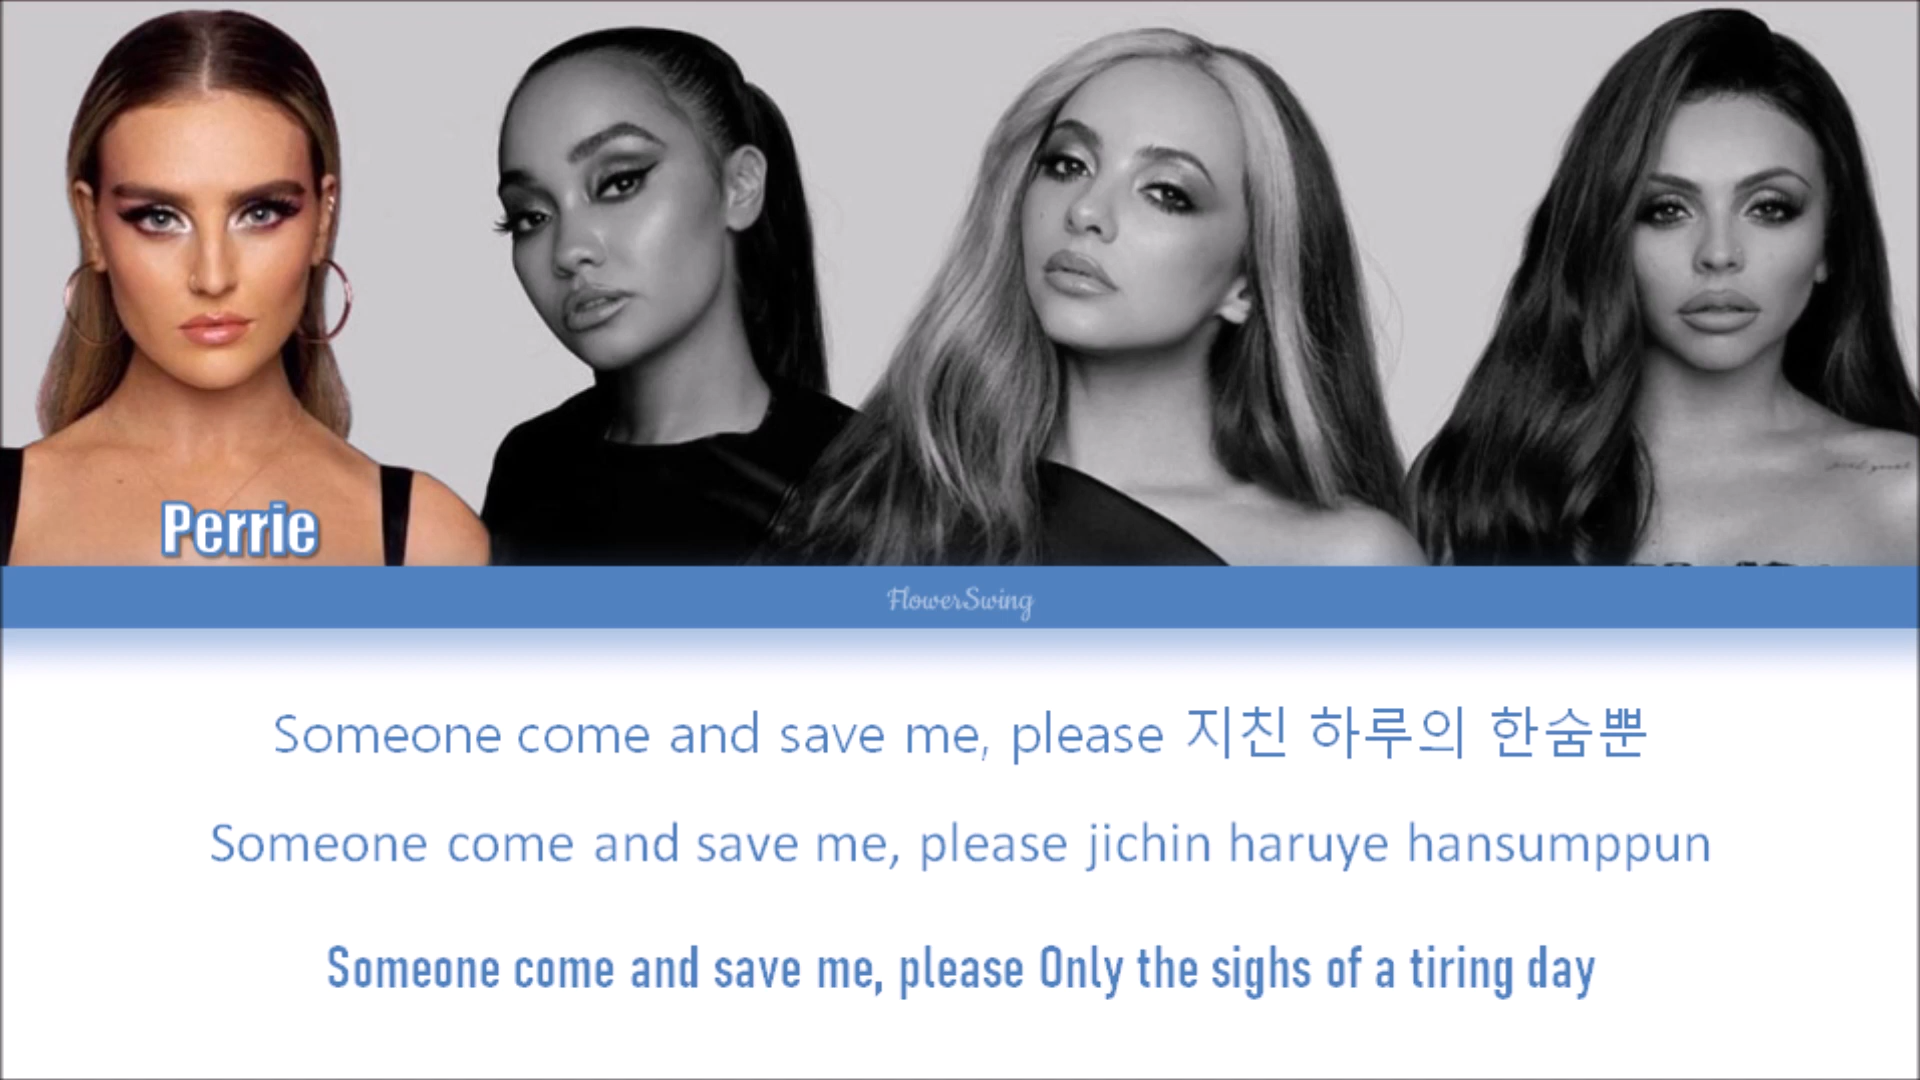 Perrie
FlowerSwing
Someone come and save me, please 지친 하루의 한숨뿐
Someone come and save me, please jichin haruye hansumppun
Someone come and save me, please Only the sighs of a tiring day